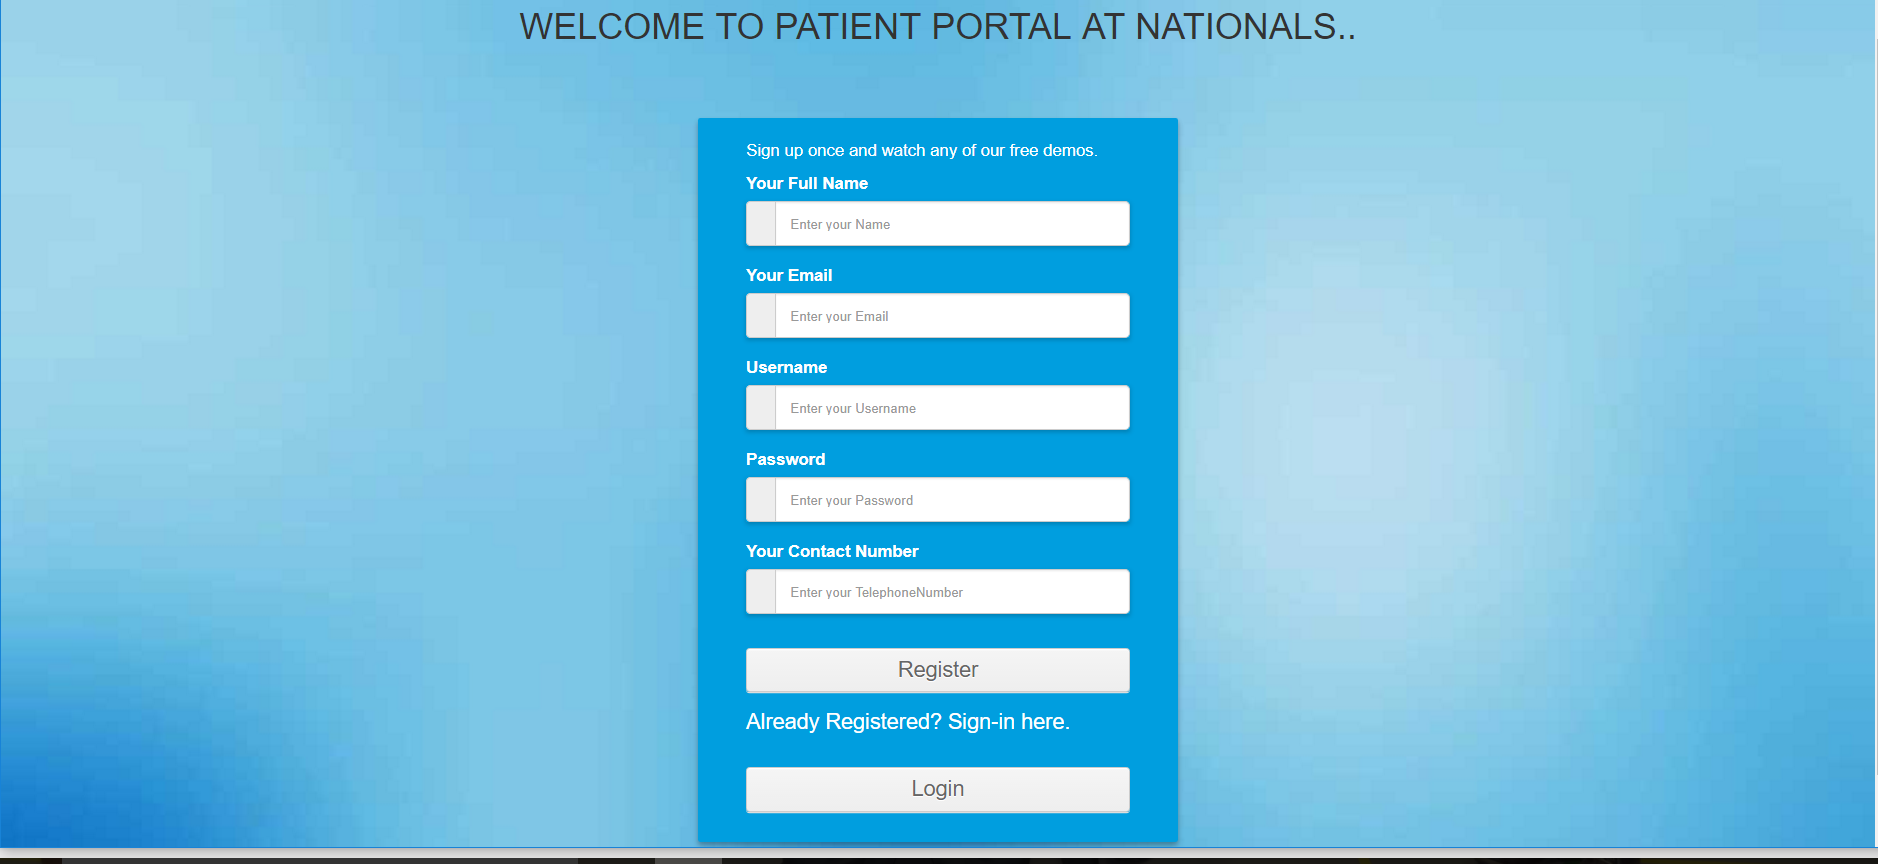 WELCOME TO PATIENT PORTAL AT NATIONALS..
Sign up once and watch any of our free demos.
Your Full Name
Enter your Name
Your Email
Enter your Email
Username
Enter your Username
Password
Enter your Password
Your Contact Number
Enter your TelephoneNumber
Register
Already Registered? Sign-in here.
Login